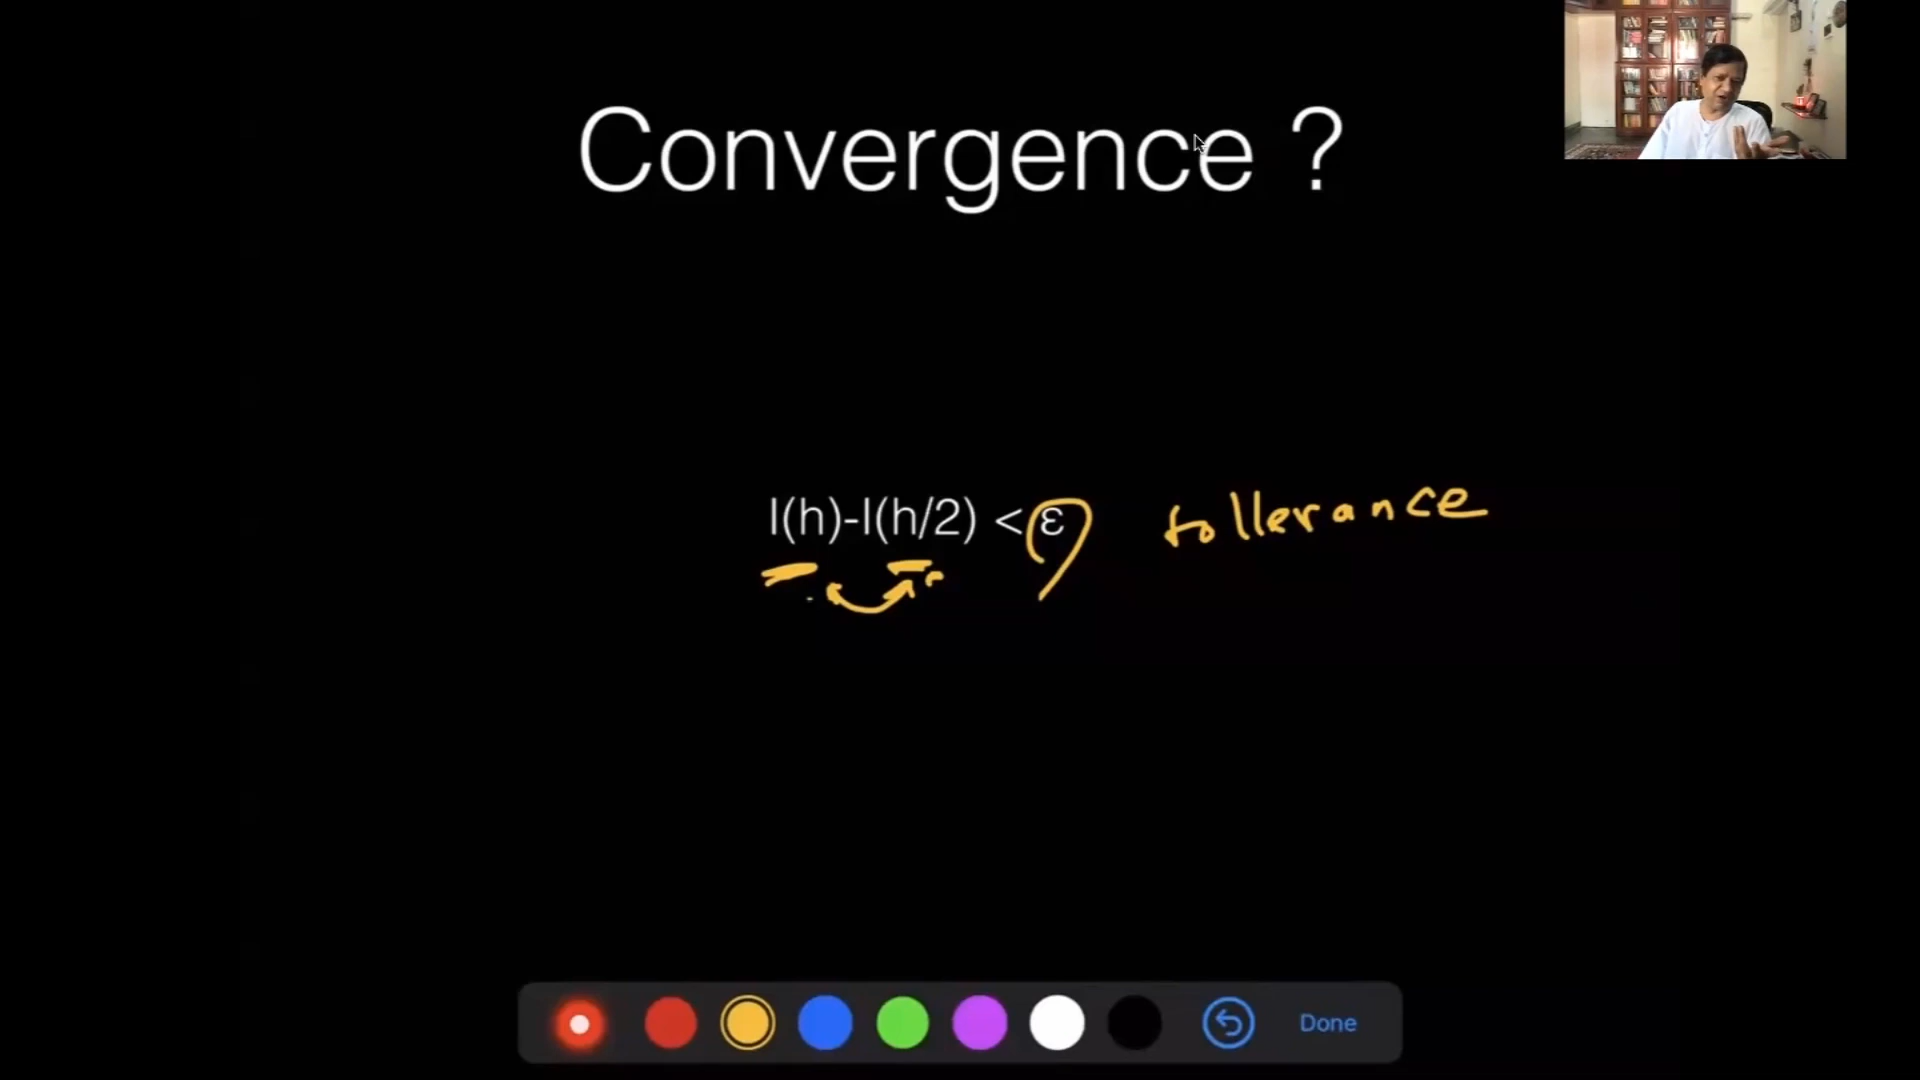 Convergence ?
I(h)-I(h/2) < ε tollerance
Done